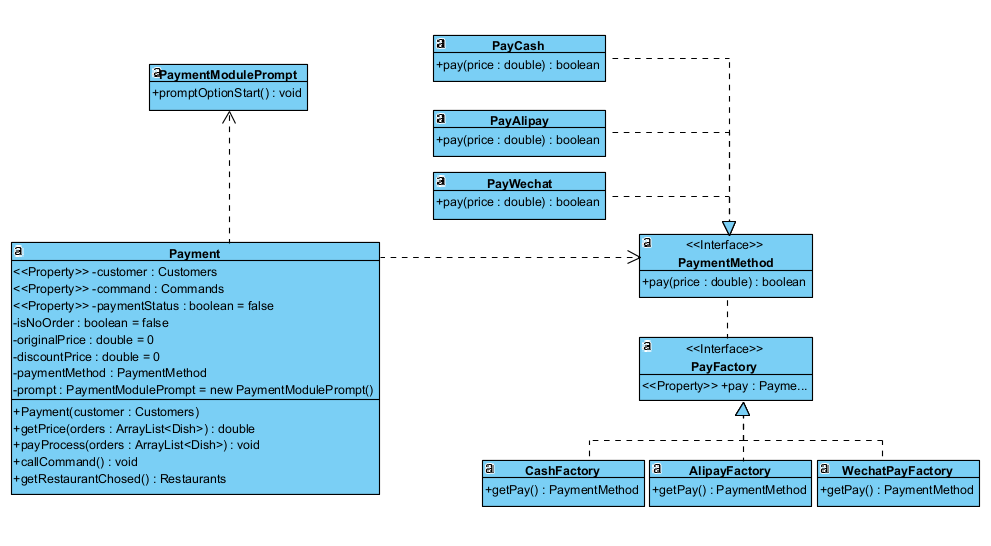 PayCash
+pay(price : double) : boolean
PaymentModulePrompt
+promptOptionStart() : void
PayAlipay
+pay(price : double) : boolean
PayWechat
+pay(price : double) : boolean
<<Interface>>
PaymentMethod
+pay(price : double) : boolean
Payment
<<Property>> -customer : Customers
<<Property>> -command : Commands
<<Property>> -paymentStatus : boolean = false
-isNoOrder : boolean = false
-originalPrice : double = 0
-discountPrice : double = 0
-paymentMethod : PaymentMethod
-prompt : PaymentModulePrompt = new PaymentModulePrompt()
+Payment(customer : Customers)
+getPrice(orders : ArrayList<Dish>) : double
+payProcess(orders : ArrayList<Dish>) : void
+callCommand() : void
+getRestaurantChosed() : Restaurants
<<Interface>>
PayFactory
<<Property>> +pay : Payme...
CashFactory
+getPay() : PaymentMethod
AlipayFactory
+getPay() : PaymentMethod
WechatPayFactory
+getPay() : PaymentMethod